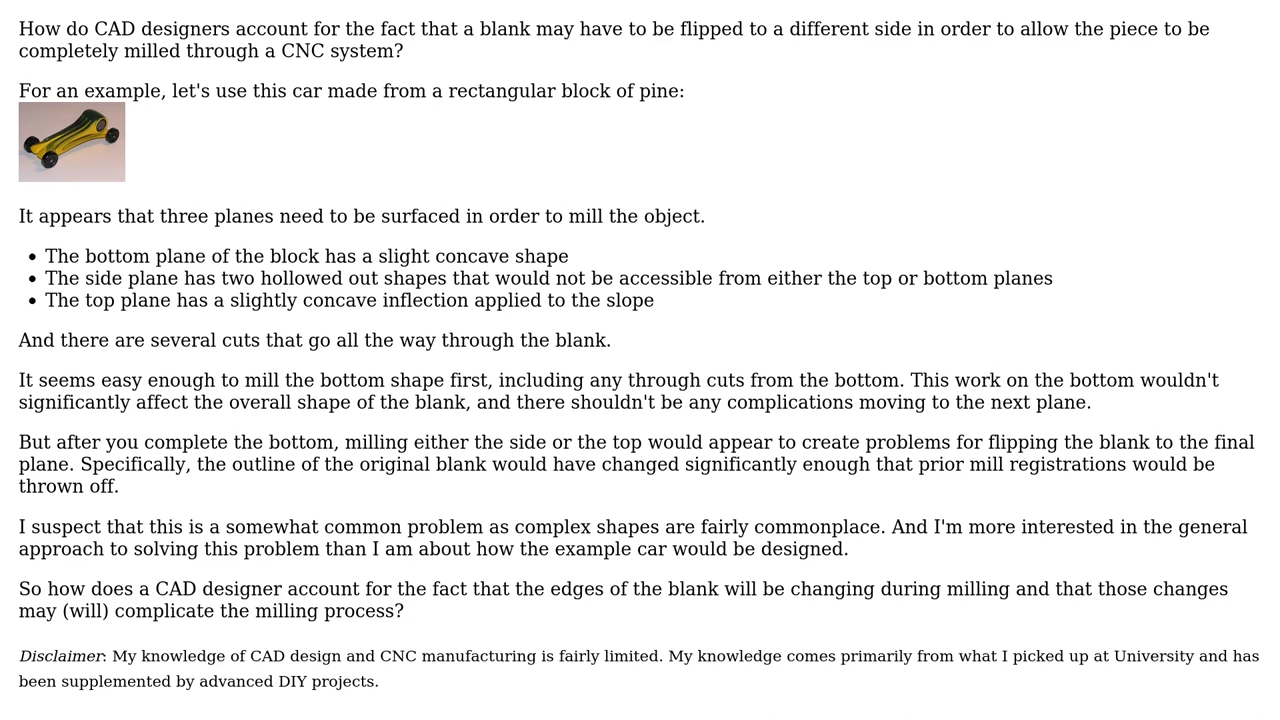 How do CAD designers account for the fact that a blank may have to be flipped to a different side in order to allow the piece to be
completely milled through a CNC system?
For an example, let's use this car made from a rectangular block of pine:
It appears that three planes need to be surfaced in order to mill the object.
• The bottom plane of the block has a slight concave shape
• The side plane has two hollowed out shapes that would not be accessible from either the top or bottom planes
• The top plane has a slightly concave inflection applied to the slope
And there are several cuts that go all the way through the blank.
It seems easy enough to mill the bottom shape first, including any through cuts from the bottom. This work on the bottom wouldn't
significantly affect the overall shape of the blank, and there shouldn't be any complications moving to the next plane.
But after you complete the bottom, milling either the side or the top would appear to create problems for flipping the blank to the final
plane. Specifically, the outline of the original blank would have changed significantly enough that prior mill registrations would be
thrown off.
I suspect that this is a somewhat common problem as complex shapes are fairly commonplace. And I'm more interested in the general
approach to solving this problem than I am about how the example car would be designed.
So how does a CAD designer account for the fact that the edges of the blank will be changing during milling and that those changes
may (will) complicate the milling process?
Disclaimer: My knowledge of CAD design and CNC manufacturing is fairly limited. My knowledge comes primarily from what I picked up at University and has
been supplemented by advanced DIY projects.